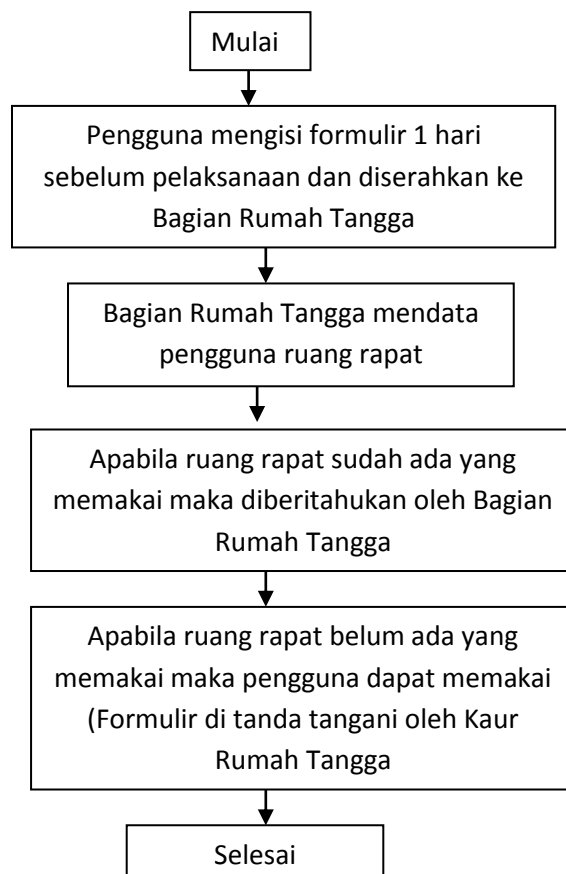 Mulai
Pengguna mengisi formulir 1 hari
sebelum pelaksanaan dan diserahkan ke
Bagian Rumah Tangga
Bagian Rumah Tangga mendata
pengguna ruang rapat
Apabila ruang rapat sudah ada yang
memakai maka diberitahukan oleh Bagian
Rumah Tangga
Apabila ruang rapat belum ada yang
memakai maka pengguna dapat memakai
(Formulir di tanda tangani oleh Kaur
Rumah Tangga
Selesai